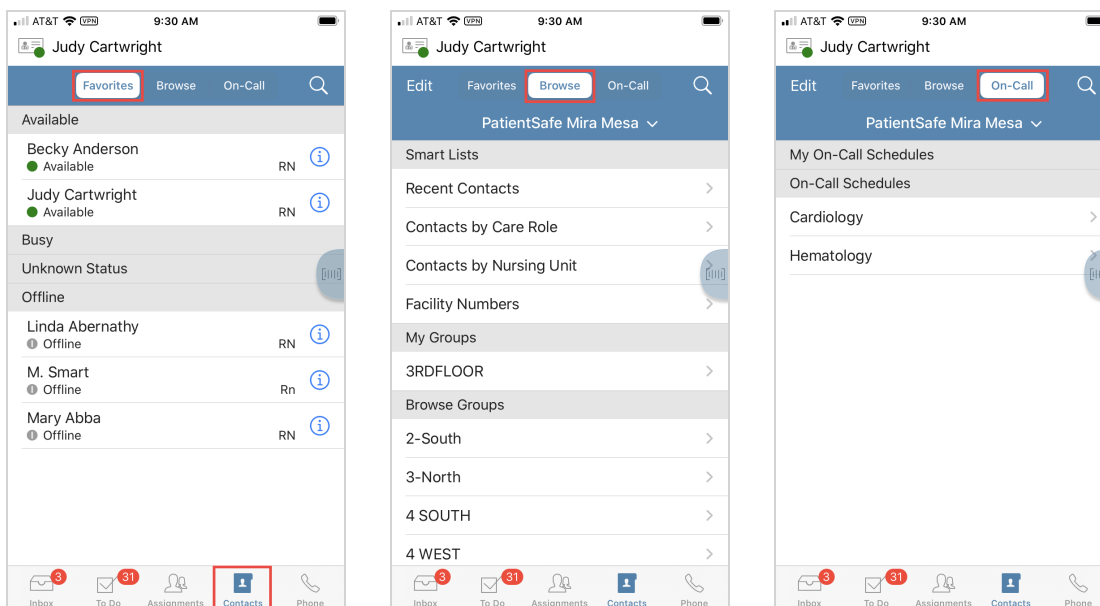 AT&T VPN 9:30 AM
Judy Cartwright
Favorites Browse On-Call
Available
Becky Anderson
Available RN
Judy Cartwright
Available RN
Busy
Unknown Status
Offline
Linda Abernathy
Offline RN
M. Smart
Offline Rn
Mary Abba
Offline RN
3 31
Inbox To Do Assignments Contacts Phone
AT&T VPN 9:30 AM
Judy Cartwright
Edit Favorites Browse On-Call
PatientSafe Mira Mesa
Smart Lists
Recent Contacts
Contacts by Care Role
Contacts by Nursing Unit
Facility Numbers
My Groups
3RDFLOOR
Browse Groups
2-South
3-North
4 SOUTH
4 WEST
3 31
Inbox To Do Assignments Contacts Phone
AT&T VPN 9:30 AM
Judy Cartwright
Edit Favorites Browse On-Call
PatientSafe Mira Mesa
My On-Call Schedules
On-Call Schedules
Cardiology
Hematology
3 31
Inbox To Do Assignments Contacts Phone